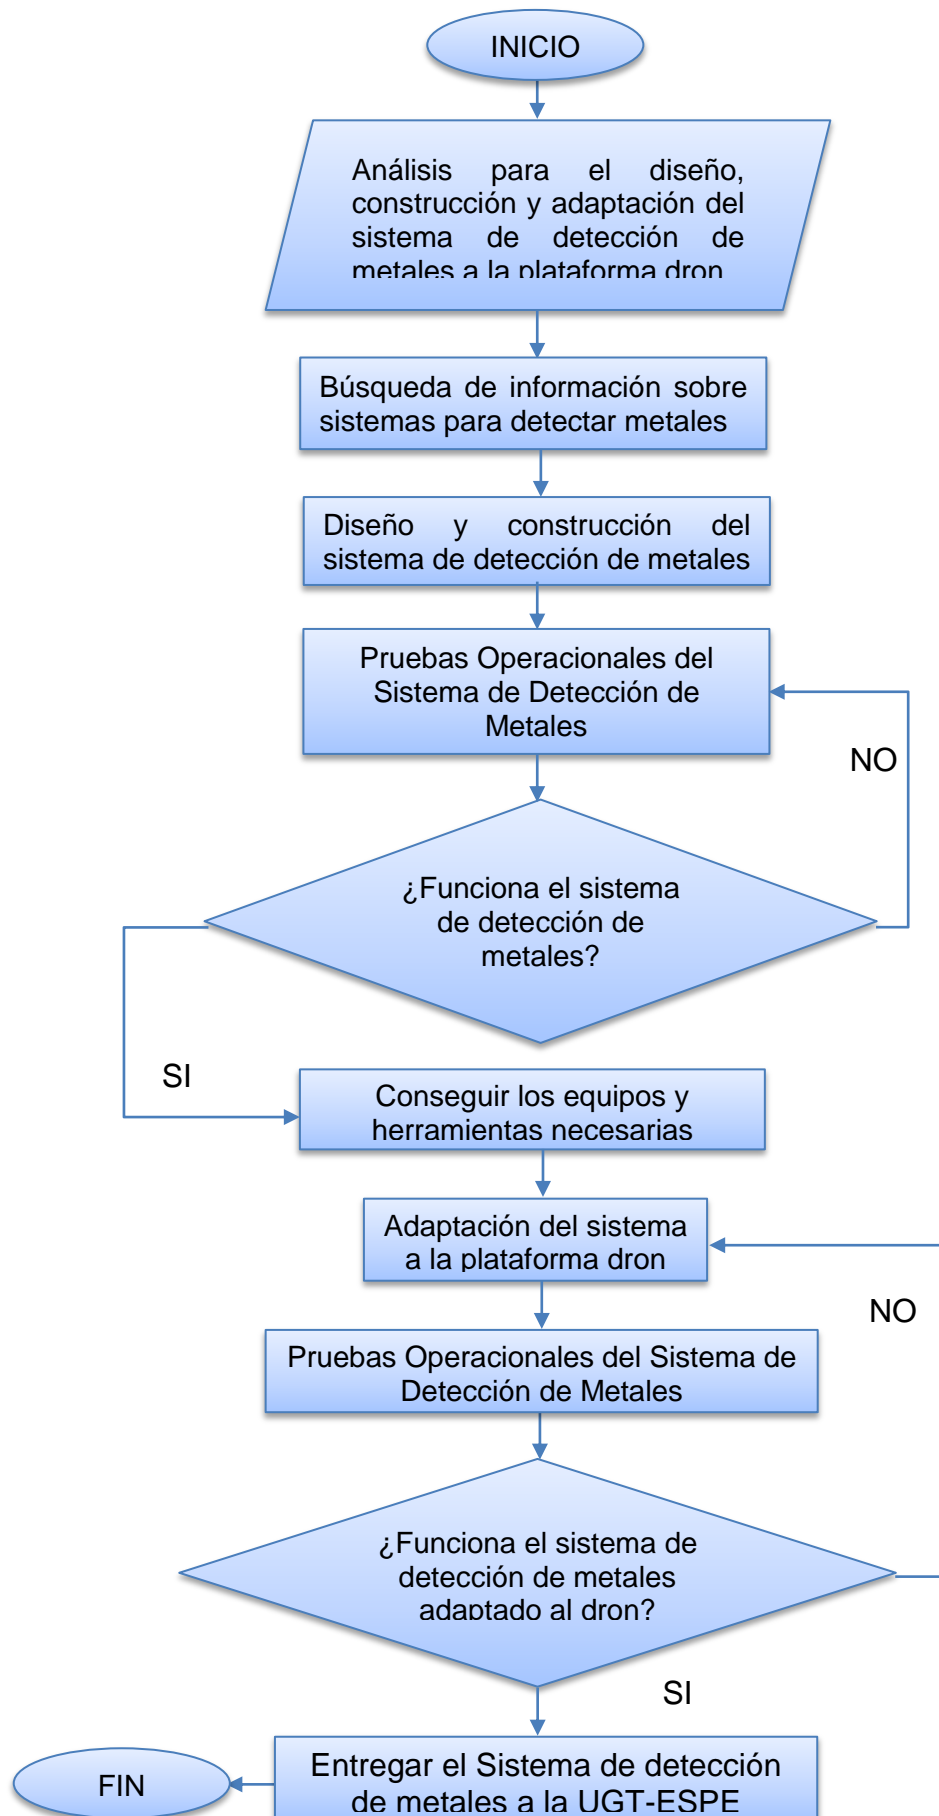 INICIO
Análisis para el diseño,
construcción y adaptación del
sistema de detección de
metales a la plataforma dron
Búsqueda de información sobre
sistemas para detectar metales
Diseño y construcción del
sistema de detección de metales
Pruebas Operacionales del
Sistema de Detección de
Metales
NO
¿Funciona el sistema
de detección de
metales?
SI
Conseguir los equipos y
herramientas necesarias
Adaptación del sistema
a la plataforma dron
NO
Pruebas Operacionales del Sistema de
Detección de Metales
¿Funciona el sistema de
detección de metales
adaptado al dron?
SI
Entregar el Sistema de detección
de metales a la UGT-ESPE
FIN